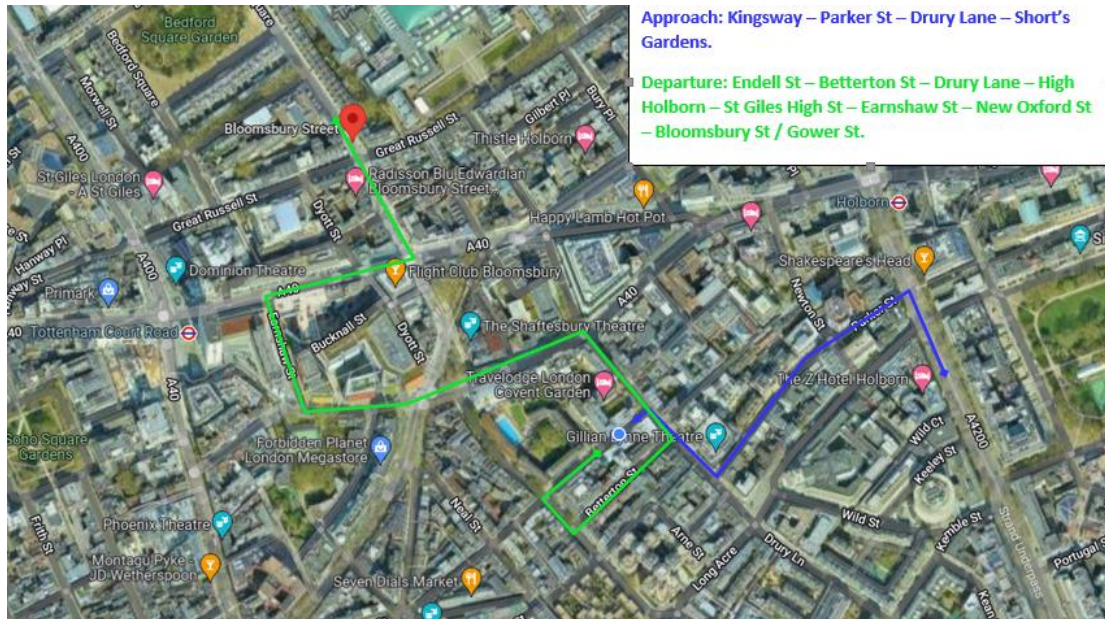 Approach: Kingsway – Parker St – Drury Lane – Short's
Gardens.
Departure: Endell St – Betterton St – Drury Lane – High
Holborn – St Giles High St – Earnshaw St – New Oxford St
– Bloomsbury St / Gower St.
Bedford
Square Garden
Bedford Square
Morwell St
A400
Bloomsbury Street
Great Russell St
Gilbert Pl
Bury Pl
Thistle Holborn
St Giles London
- A St Giles
Radisson Blu Edwardian
Bloomsbury Street...
Great Russell St
Dyott St
Happy Lamb Hot Pot
Holborn
Hanway Pl
A400
A40
Shakespeare's Head
Dominion Theatre
Flight Club Bloomsbury
Primark
A40
A40
Newton St
Parker St
40
Tottenham Court Road
Earnshaw St
Bucknall St
Dyott St
The Shaftesbury Theatre
Travelodge London
Covent Garden
The Z Hotel Holborn
A40
A4200
Soho Square
Gardens
Forbidden Planet
London Megastore
Gillian Lynne Theatre
Wild Ct
Keeley St
Betterton St
Neal St
Wild St
Kemble St
Frith St
Phoenix Theatre
Arne St
Drury Ln
Long Acre
Strand Underpass
Portugal S
Montagu Pyke -
JD Wetherspoon
Seven Dials Market
Kean